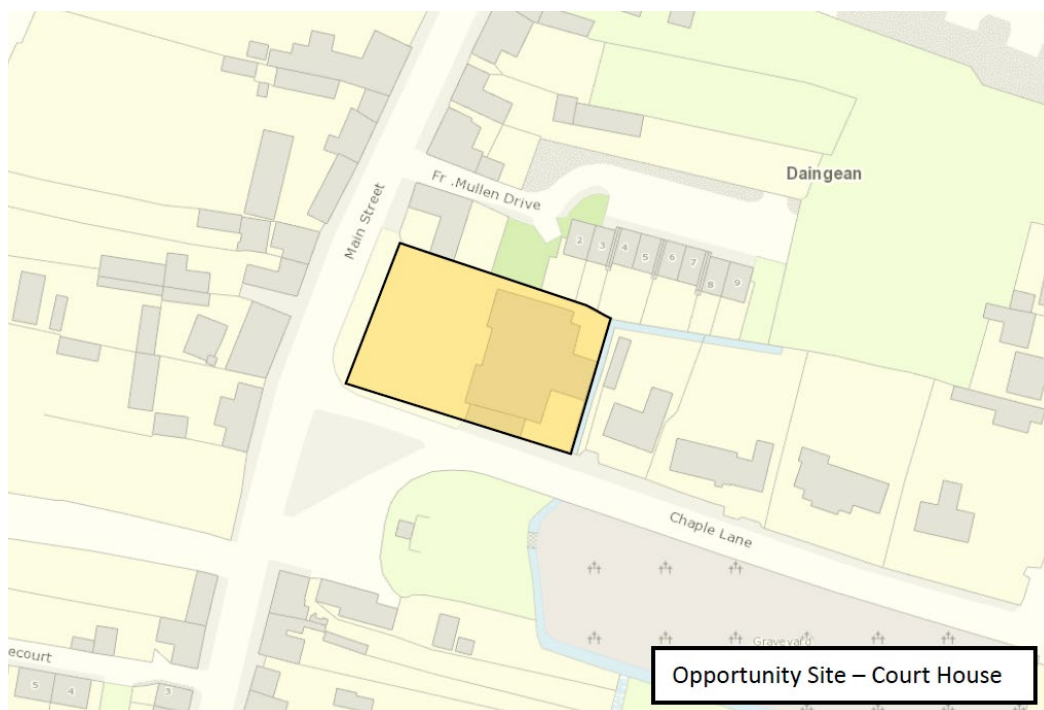 Daingean
Fr .Mullen Drive
Main Street
2 3 4 5 6 7 8 9
Chaple Lane
Graveyard
ecourt
5 4 3
Opportunity Site – Court House